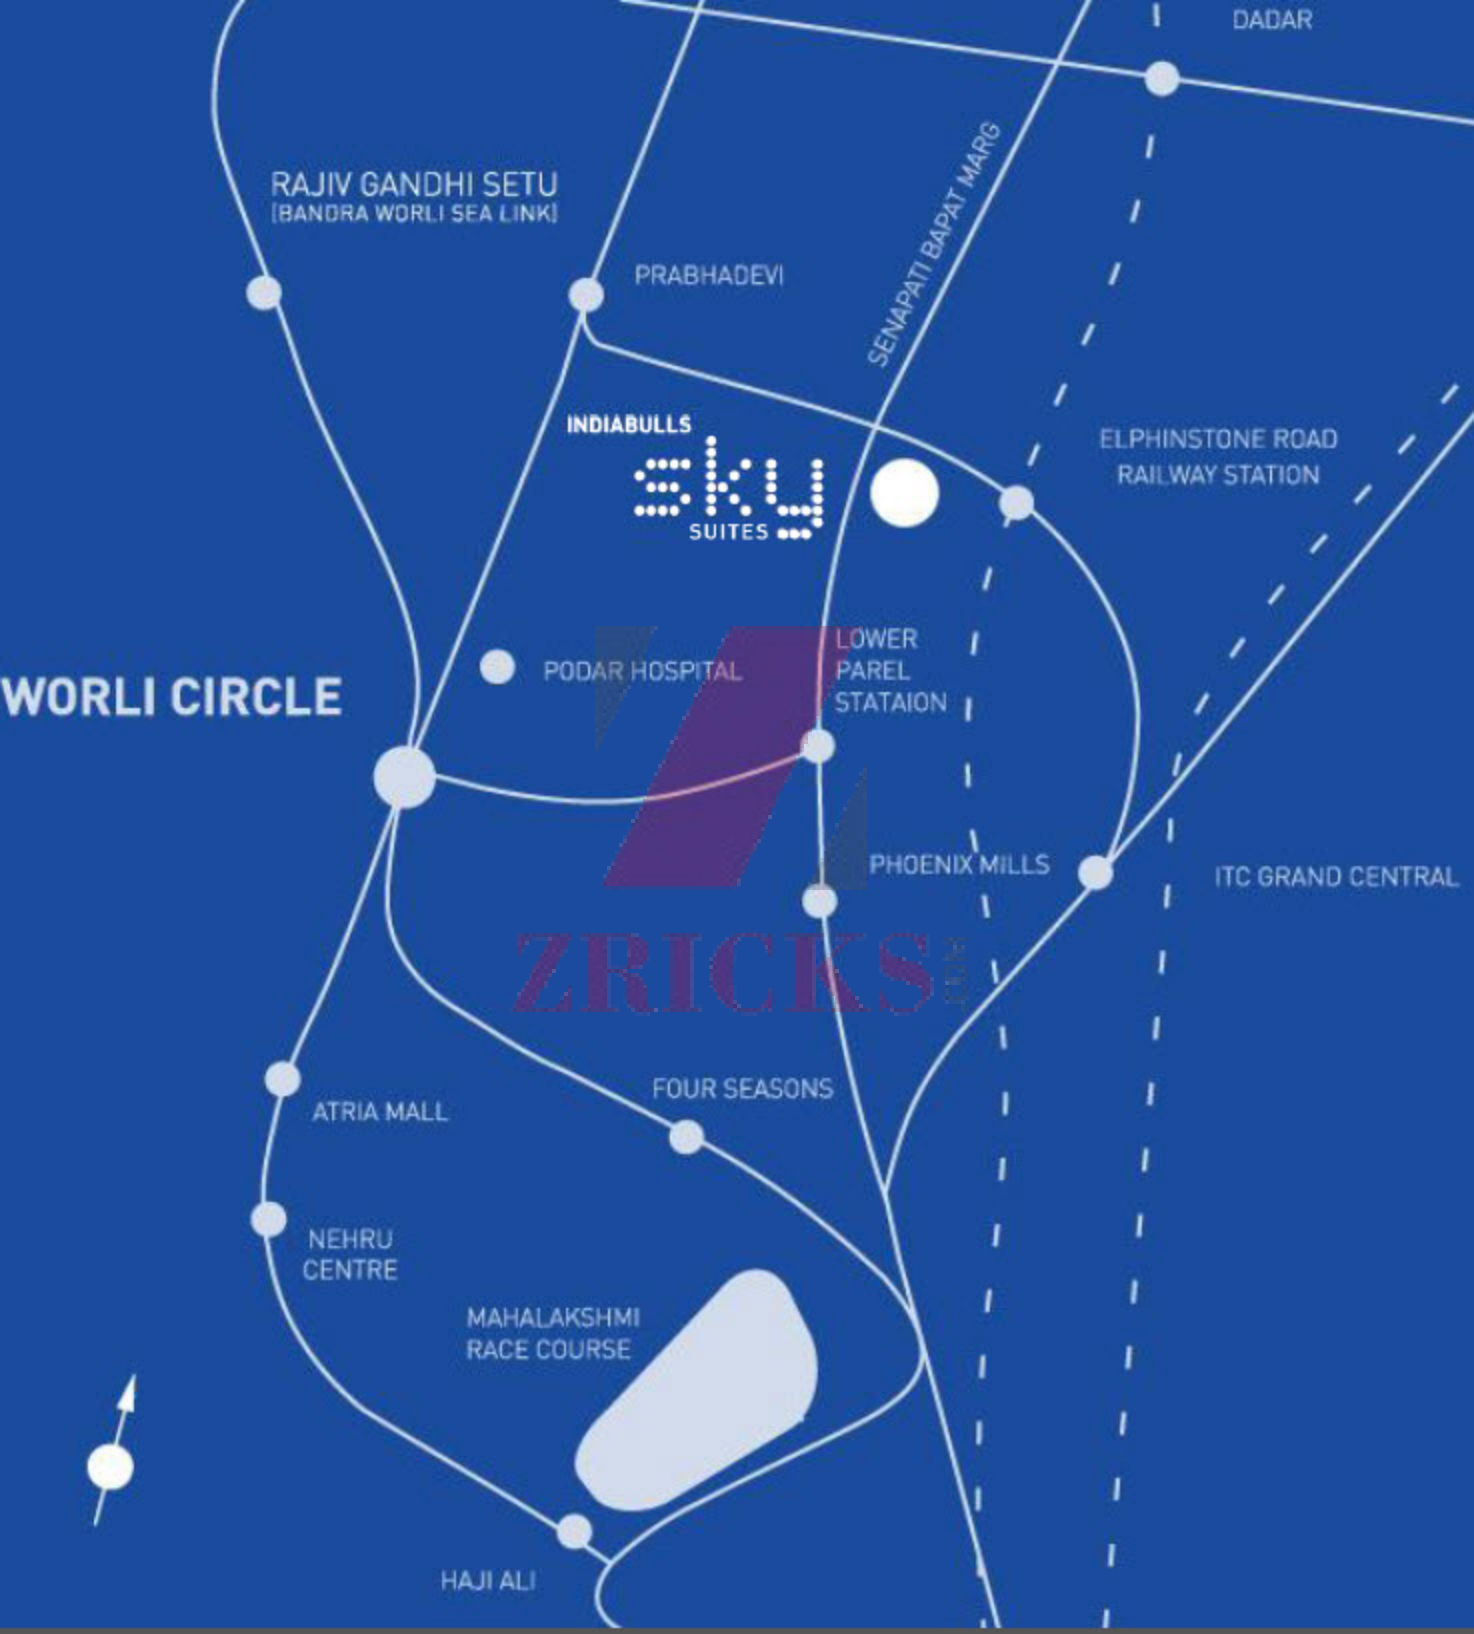 DADAR
RAJIV GANDHI SETU
(BANDRA WORLI SEA LINK)
SENAPATI BAPAT MARG
PRABHADEVI
INDIABULLS
sky
SUITES
ELPHINSTONE ROAD
RAILWAY STATION
LOWER
PAREL
STATAION
PODAR HOSPITAL
WORLI CIRCLE
PHOENIX MILLS
ITC GRAND CENTRAL
ZRICKS
FOUR SEASONS
ATRIA MALL
NEHRU
CENTRE
MAHALAKSHMI
RACE COURSE
HAJI ALI